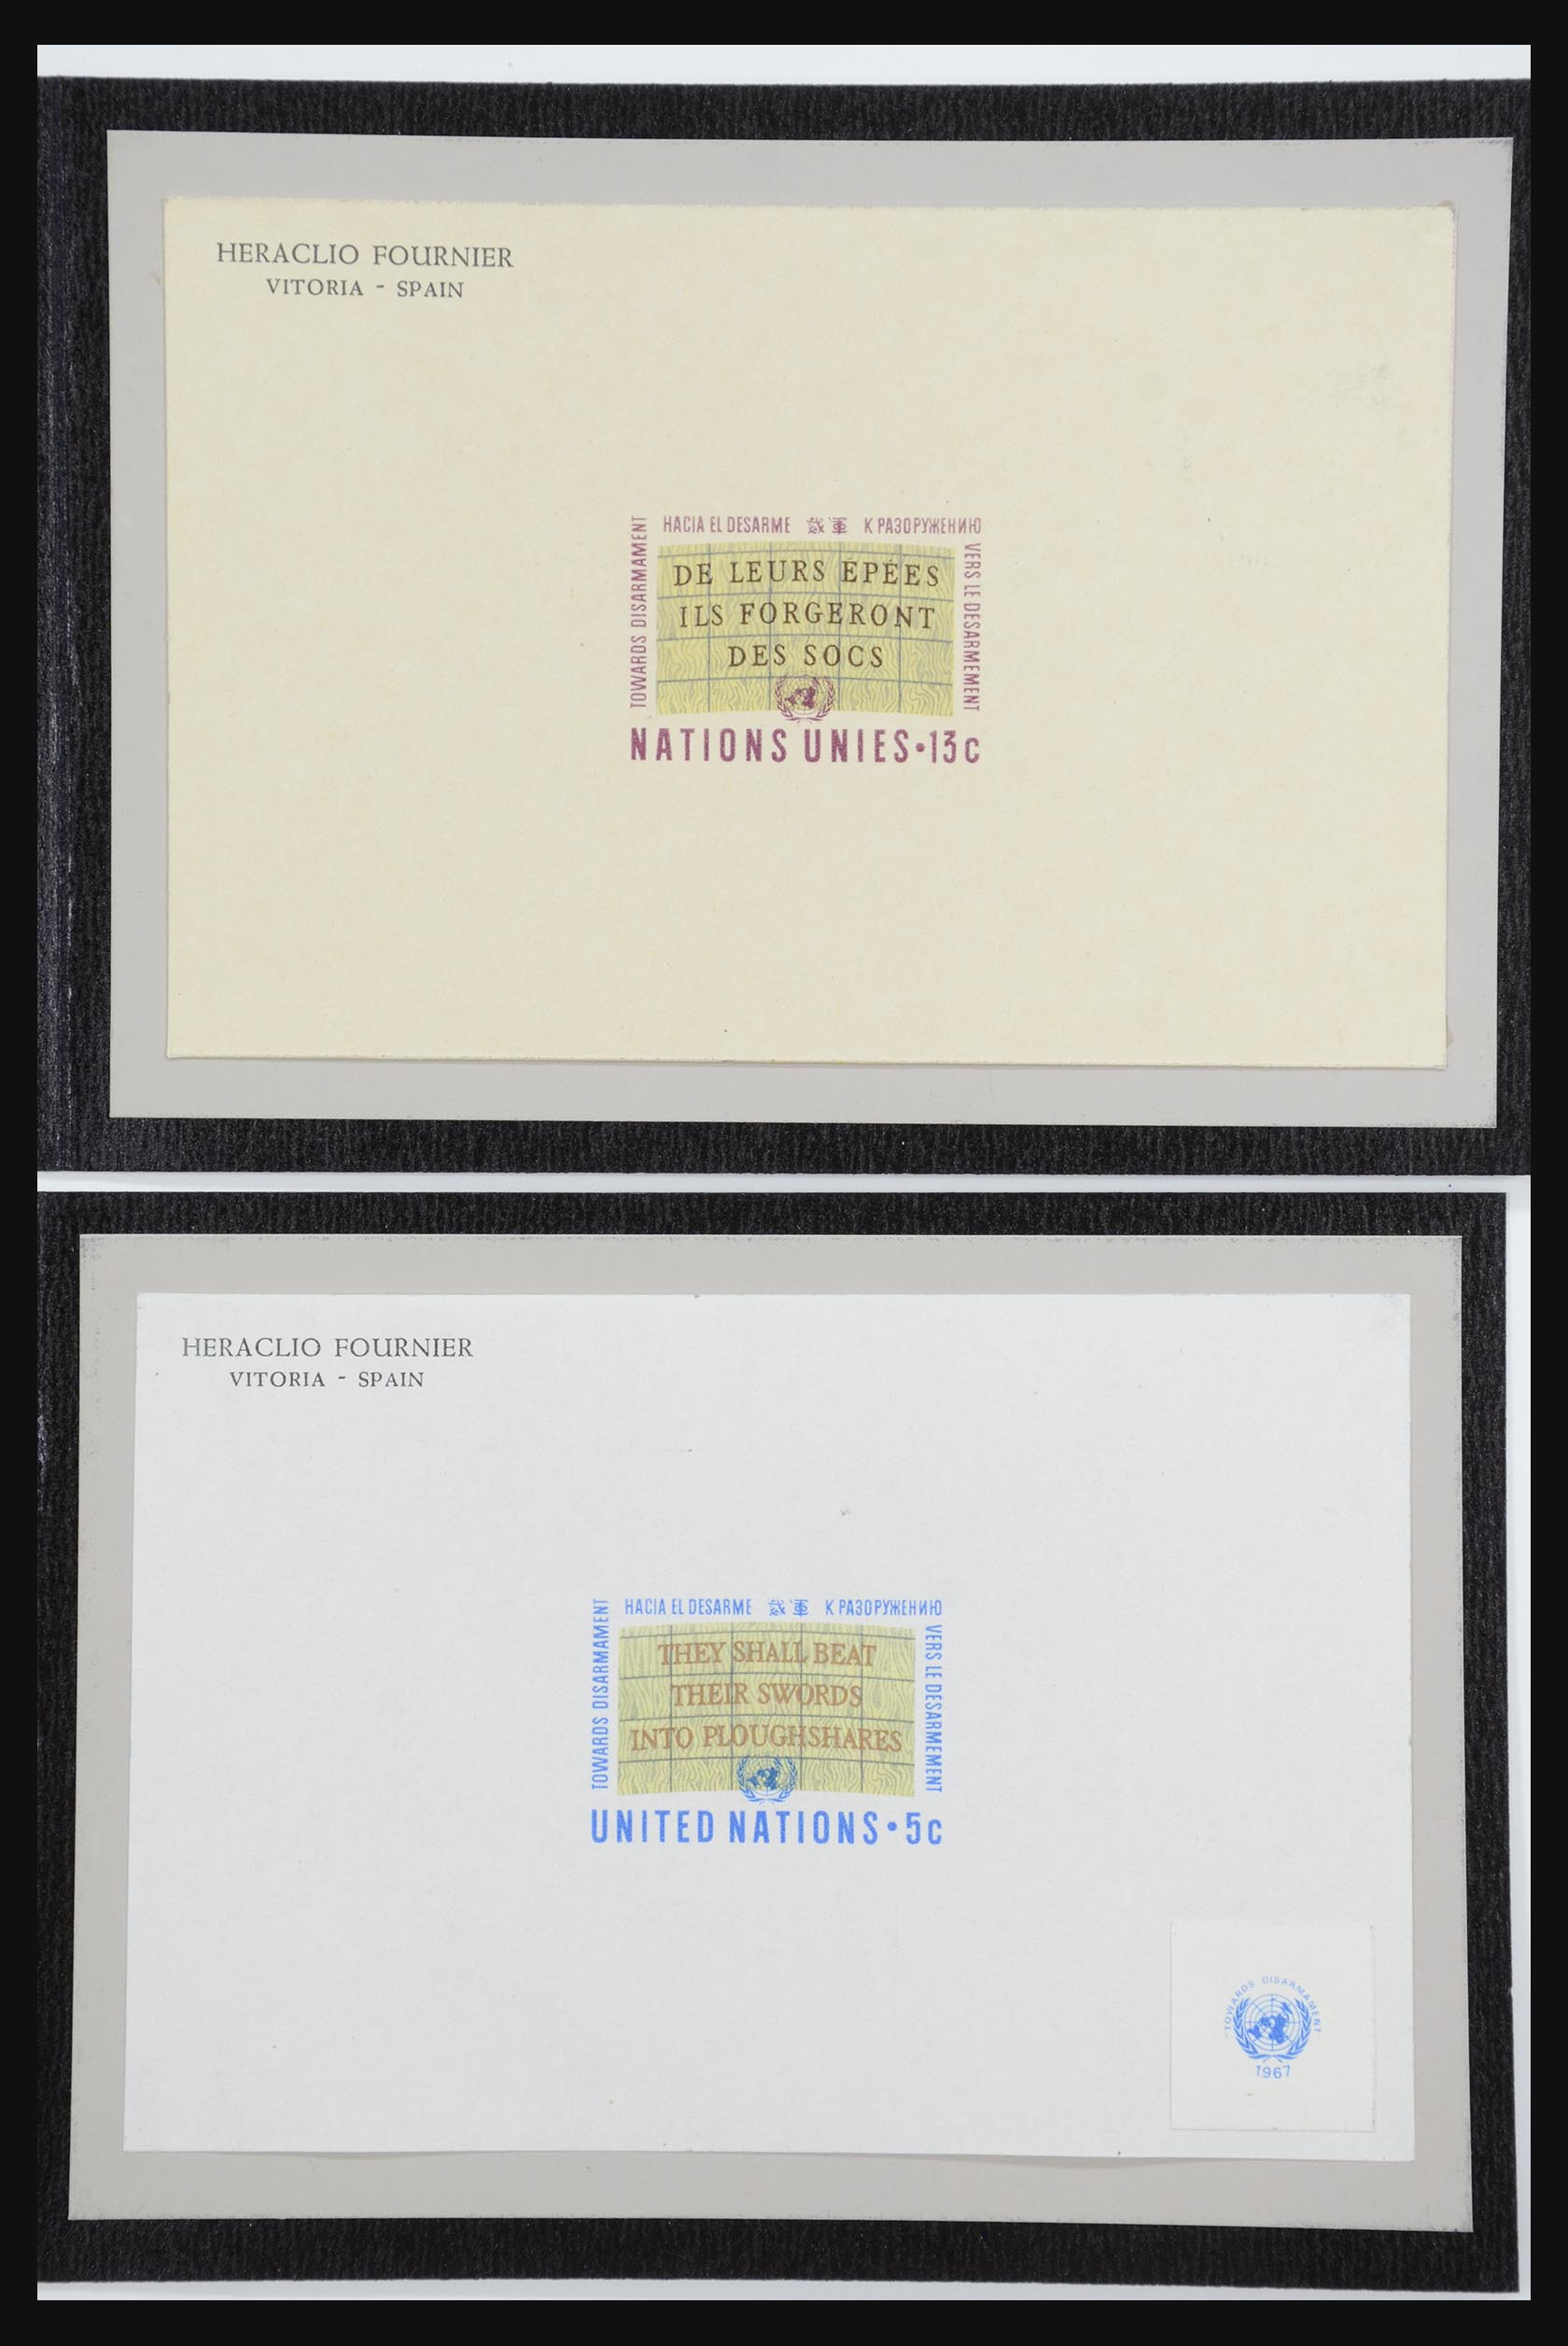 HERACLIO FOURNIER
VITORIA - SPAIN
HACIA EL DESARME 裁軍 К РАЗОРУЖЕНИЮ
TOWARDS DISARMAMENT
VERS LE DESARMEMENT
DE LEURS ÉPÉES
ILS FORGERONT
DES SOCS
NATIONS UNIES•13c
HERACLIO FOURNIER
VITORIA - SPAIN
HACIA EL DESARME 裁軍 К РАЗОРУЖЕНИЮ
TOWARDS DISARMAMENT
VERS LE DESARMEMENT
THEY SHALL BEAT
THEIR SWORDS
INTO PLOUGHSHARES
UNITED NATIONS•5c
TOWARDS DISARMAMENT
1967